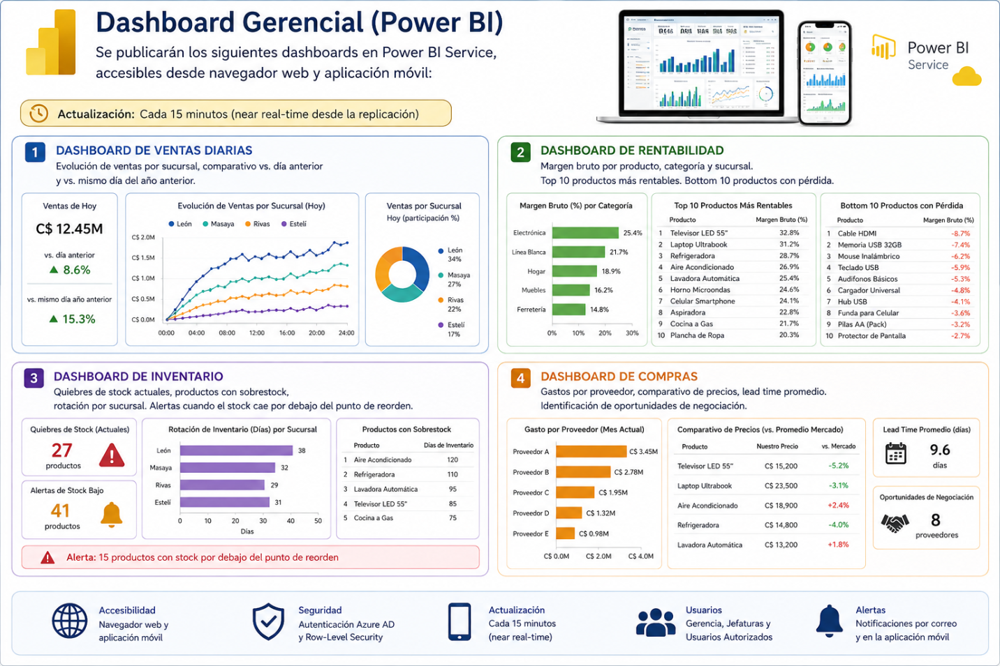 Dashboard Gerencial (Power BI)
Se publicarán los siguientes dashboards en Power BI Service,
accesibles desde navegador web y aplicación móvil:
Power BI
Service
Actualización: Cada 15 minutos (near real-time desde la replicación)
1 DASHBOARD DE VENTAS DIARIAS
Evolución de ventas por sucursal, comparativo vs. día anterior
y vs. mismo día del año anterior.
Ventas de Hoy
C$ 12.45M
vs. día anterior
▲ 8.6%
vs. mismo día año anterior
▲ 15.3%
Evolución de Ventas por Sucursal (Hoy)
León Masaya Rivas Estelí
C$ 2.0M
C$ 1.5M
C$ 1.0M
C$ 0.5M
C$ 0.0M
00:00 04:00 08:00 12:00 16:00 20:00 24:00
Ventas por Sucursal
Hoy (participación %)
León
34%
Masaya
27%
Rivas
22%
Estelí
17%
2 DASHBOARD DE RENTABILIDAD
Margen bruto por producto, categoría y sucursal.
Top 10 productos más rentables. Bottom 10 productos con pérdida.
Margen Bruto (%) por Categoría
Electrónica 25.4%
Línea Blanca 21.7%
Hogar 18.9%
Muebles 16.2%
Ferretería 14.8%
0% 10% 20% 30%
Top 10 Productos Más Rentables
Producto Margen Bruto (%)
1 Televisor LED 55" 32.8%
2 Laptop Ultrabook 31.2%
3 Refrigeradora 28.7%
4 Aire Acondicionado 26.9%
5 Lavadora Automática 25.4%
6 Horno Microondas 24.6%
7 Celular Smartphone 24.1%
8 Aspiradora 22.8%
9 Cocina a Gas 21.7%
10 Plancha de Ropa 20.3%
Bottom 10 Productos con Pérdida
Producto Margen Bruto (%)
1 Cable HDMI -8.7%
2 Memoria USB 32GB -7.4%
3 Mouse Inalámbrico -6.2%
4 Teclado USB -5.9%
5 Audífonos Básicos -5.3%
6 Cargador Universal -4.8%
7 Hub USB -4.1%
8 Funda para Celular -3.6%
9 Pilas AA (Pack) -3.2%
10 Protector de Pantalla -2.7%
3 DASHBOARD DE INVENTARIO
Quiebres de stock actuales, productos con sobrestock,
rotación por sucursal. Alertas cuando el stock cae por debajo del punto de reorden.
Quiebres de Stock (Actuales)
27
productos
Alertas de Stock Bajo
41
productos
Rotación de Inventario (Días) por Sucursal
León 38
Masaya 32
Rivas 29
Estelí 31
0 10 20 30 40 50
Días
Productos con Sobrestock
Producto Días de Inventario
1 Aire Acondicionado 120
2 Refrigeradora 110
3 Lavadora Automática 95
4 Televisor LED 55" 85
5 Cocina a Gas 75
Alerta: 15 productos con stock por debajo del punto de reorden
4 DASHBOARD DE COMPRAS
Gastos por proveedor, comparativo de precios, lead time promedio.
Identificación de oportunidades de negociación.
Gasto por Proveedor (Mes Actual)
Proveedor A C$ 3.45M
Proveedor B C$ 2.78M
Proveedor C C$ 1.95M
Proveedor D C$ 1.32M
Proveedor E C$ 0.98M
C$ 0.0M C$ 2.0M C$ 4.0M
Comparativo de Precios (vs. Promedio Mercado)
Producto Nuestro Precio vs. Mercado
Televisor LED 55" C$ 15,200 -5.2%
Laptop Ultrabook C$ 23,500 -3.1%
Aire Acondicionado C$ 18,900 +2.4%
Refrigeradora C$ 14,800 -4.0%
Lavadora Automática C$ 13,200 +1.8%
Lead Time Promedio (días)
9.6
días
Oportunidades de Negociación
8
proveedores
Accesibilidad
Navegador web y
aplicación móvil
Seguridad
Autenticación Azure AD
y Row-Level Security
Actualización
Cada 15 minutos
(near real-time)
Usuarios
Gerencia, Jefaturas y
Usuarios Autorizados
Alertas
Notificaciones por correo
y en la aplicación móvil